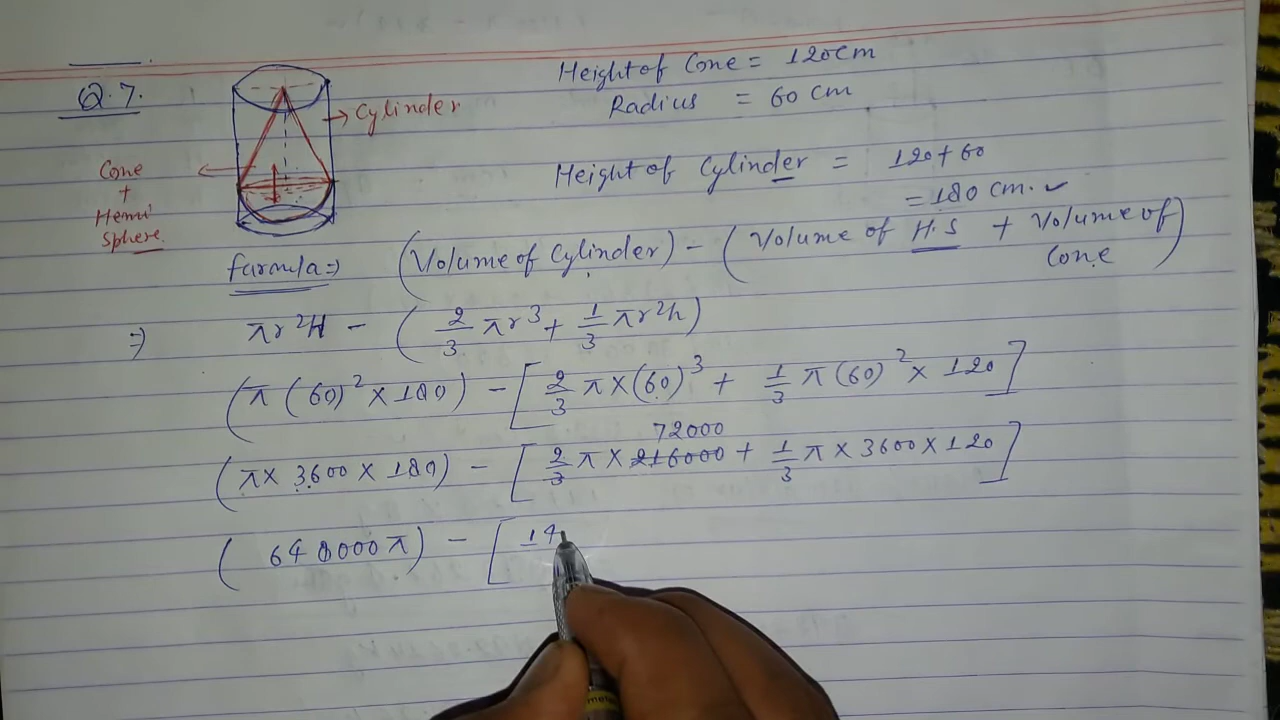 Q.7.
Cylinder
Cone
+
Hemi
Sphere.
Height of Cone = 120cm
Radius = 60 cm
Height of Cylinder = 120+60
= 180 cm. ✓
formula=) (Volume of Cylinder) - (Volume of H.S + Volume of Cone)
=) πr²H - (2/3 πr³ + 1/3 πr²h)
(π (60)² × 180) - [2/3 π×(60)³ + 1/3 π(60)² × 120]
72000
(π× 3600 × 180) - [2/3 π × 216000 + 1/3 π × 3600 × 120]
(648000π) - [14